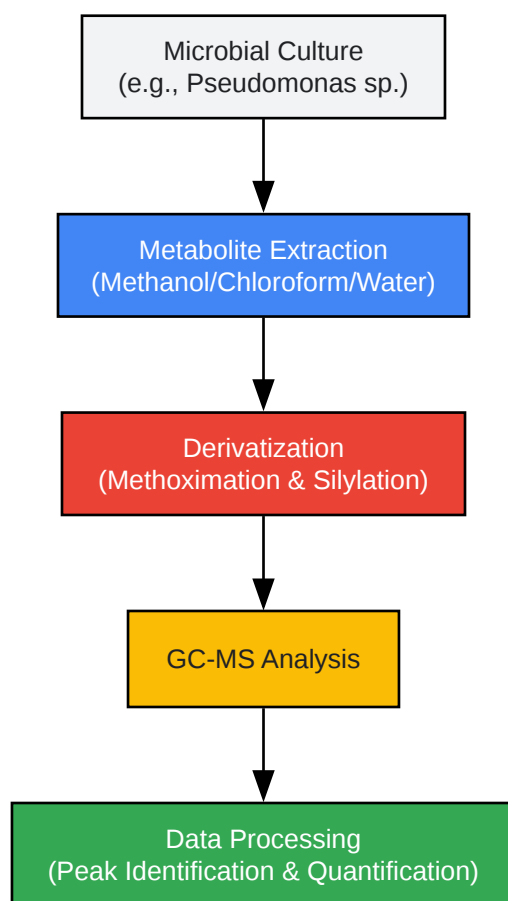 Microbial Culture
(e.g., Pseudomonas sp.)
Metabolite Extraction
(Methanol/Chloroform/Water)
Derivatization
(Methoximation & Silylation)
GC-MS Analysis
Data Processing
(Peak Identification & Quantification)